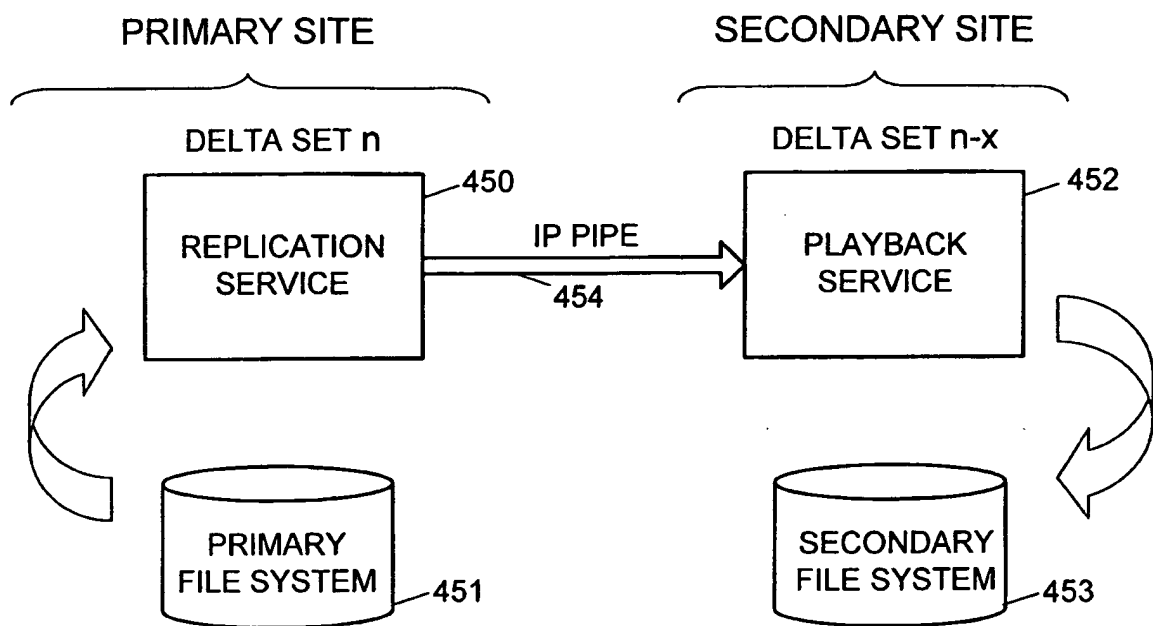 PRIMARY SITE
SECONDARY SITE
DELTA SET n
DELTA SET n-x
450
452
REPLICATION
SERVICE
IP PIPE
454
PLAYBACK
SERVICE
PRIMARY
FILE SYSTEM
451
SECONDARY
FILE SYSTEM
453